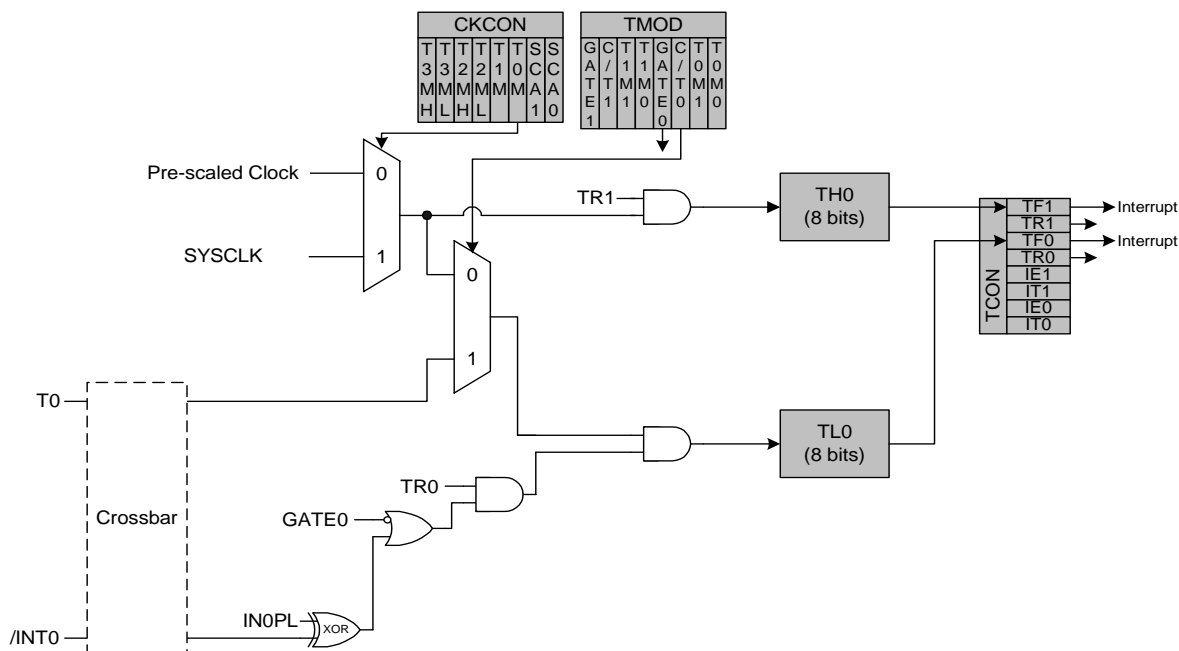 CKCON
T3MH
T3ML
T2MH
T2ML
T1M
T0M
SCA1
SCA0
TMOD
GATE1
C/T1
T1M1
T1M0
GATE0
C/T0
T0M1
T0M0
Pre-scaled Clock
0
SYSCLK
1
TR1
TH0
(8 bits)
TCON
TF1
TR1
TF0
TR0
IE1
IT1
IE0
IT0
Interrupt
Interrupt
0
1
T0
Crossbar
/INT0
TL0
(8 bits)
TR0
GATE0
IN0PL
XOR